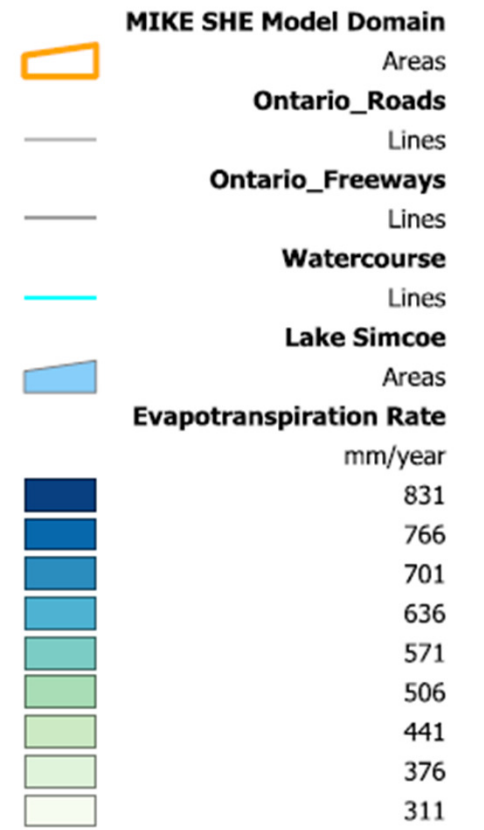 MIKE SHE Model Domain
Areas
Ontario_Roads
Lines
Ontario_Freeways
Lines
Watercourse
Lines
Lake Simcoe
Areas
Evapotranspiration Rate
mm/year
831
766
701
636
571
506
441
376
311